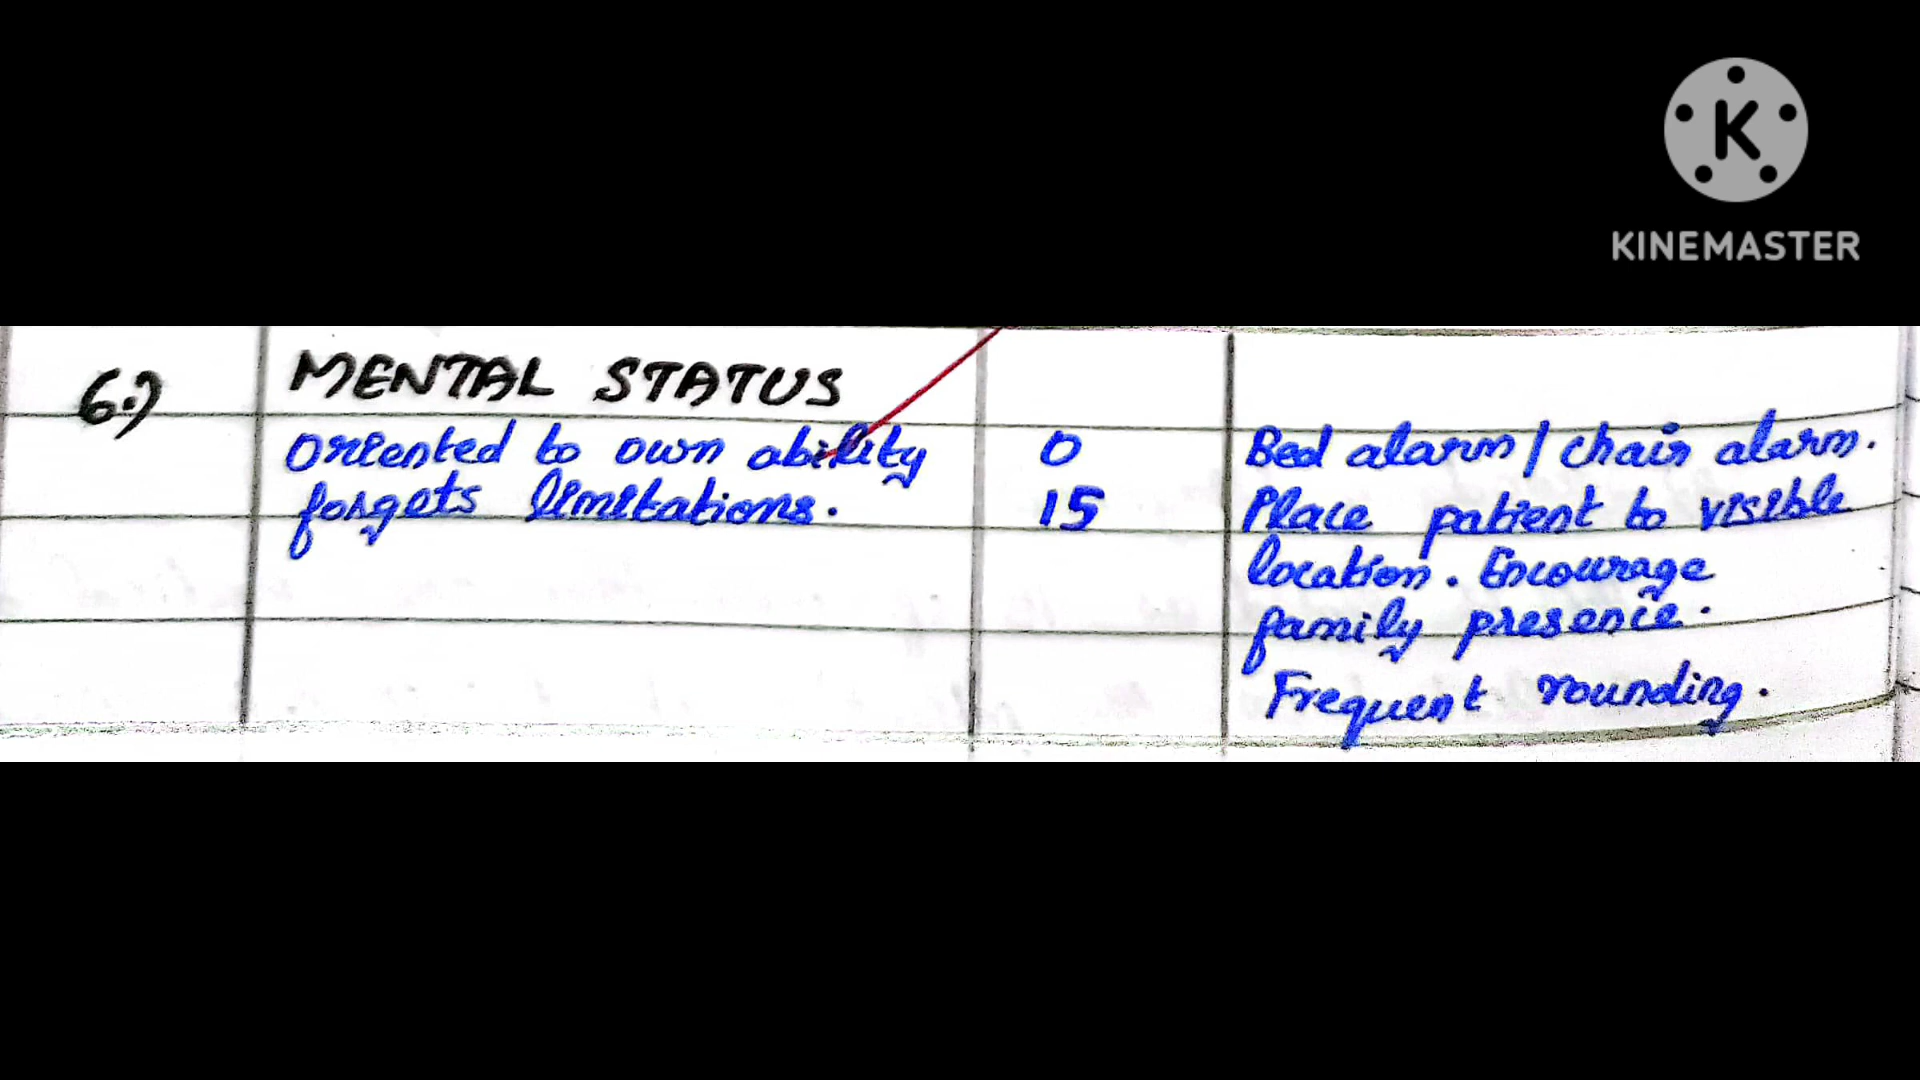 K
KINEMASTER
6.) MENTAL STATUS
Oriented to own ability 0 Bed alarm / chair alarm.
forgets limitations. 15 Place patient to visible
location. Encourage
family presence.
Frequent rounding.